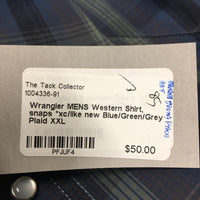 The Tack Collector
1004336-91
Wrangler MENS Western Shirt,
snaps *xc/like new Blue/Green/Grey
Plaid XXL
PFJUF4
$50.00